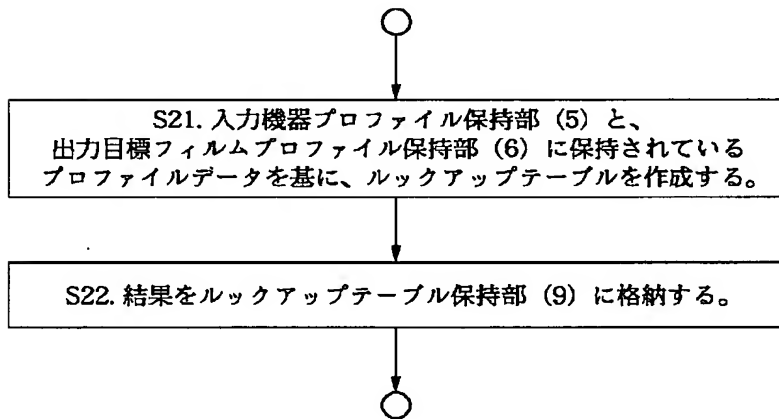 S21. 入力機器プロファイル保持部 (5) と、
出力目標フィルムプロファイル保持部 (6) に保持されている
プロファイルデータを基に、ルックアップテーブルを作成する。
S22. 結果をルックアップテーブル保持部 (9) に格納する。